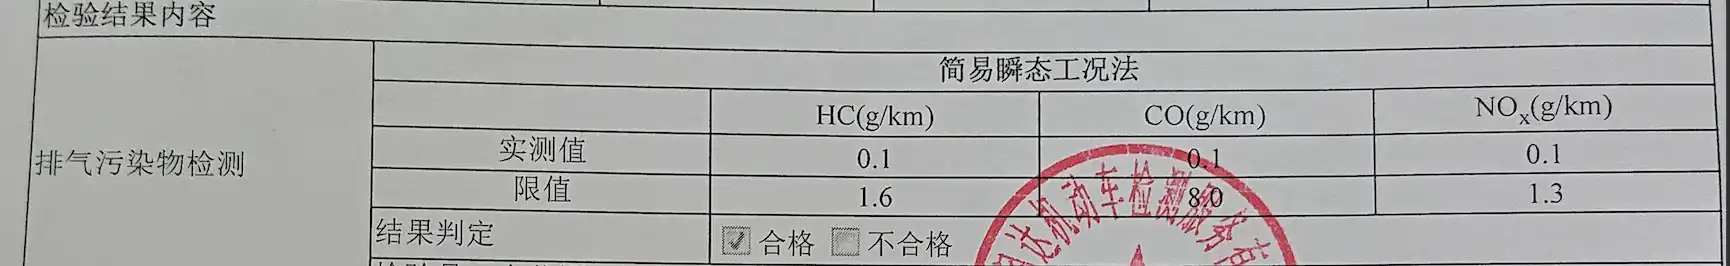 检验结果内容
简易瞬态工况法
HC(g/km) CO(g/km) NOx(g/km)
排气污染物检测
实测值 0.1 0.1 0.1
限值 1.6 8.0 1.3
结果判定 ☑合格 ☐不合格
达机动车检测服务有